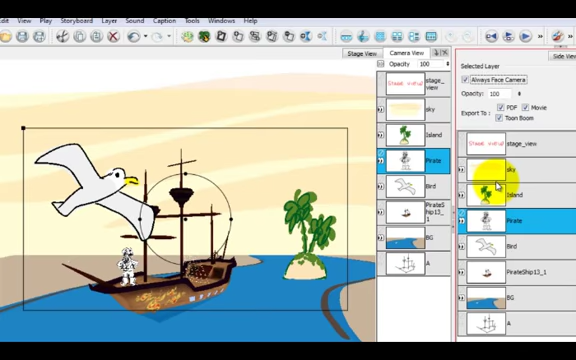 View Play Storyboard Layer Sound Caption Tools Windows Help
Stage View
Camera View
Side View
Opacity 100
stage_view
sky
Island
Pirate
Bird
PirateShip13_1
BG
A
Selected Layer
Always Face Camera
Opacity: 100
Export To: PDF Movie
Toon Boom
stage_view
sky
Island
Pirate
Bird
PirateShip13_1
BG
A